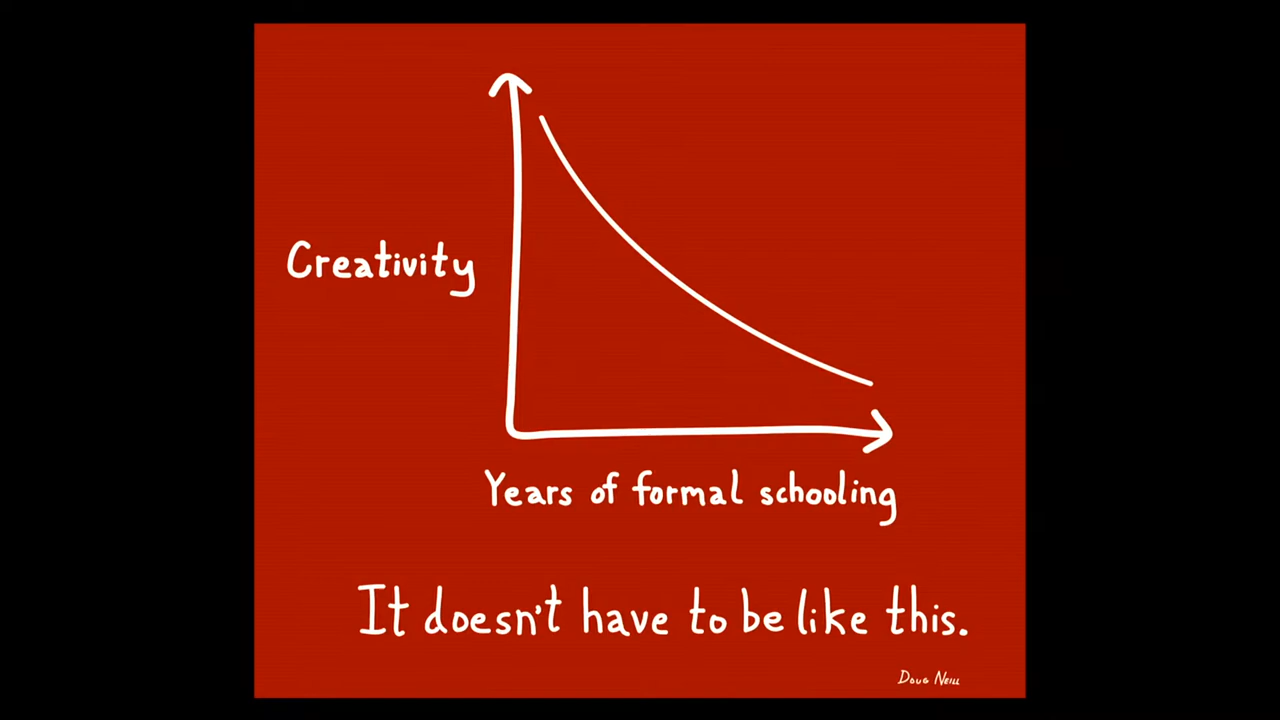 Creativity
Years of formal schooling
It doesn't have to be like this.
Doug Neill